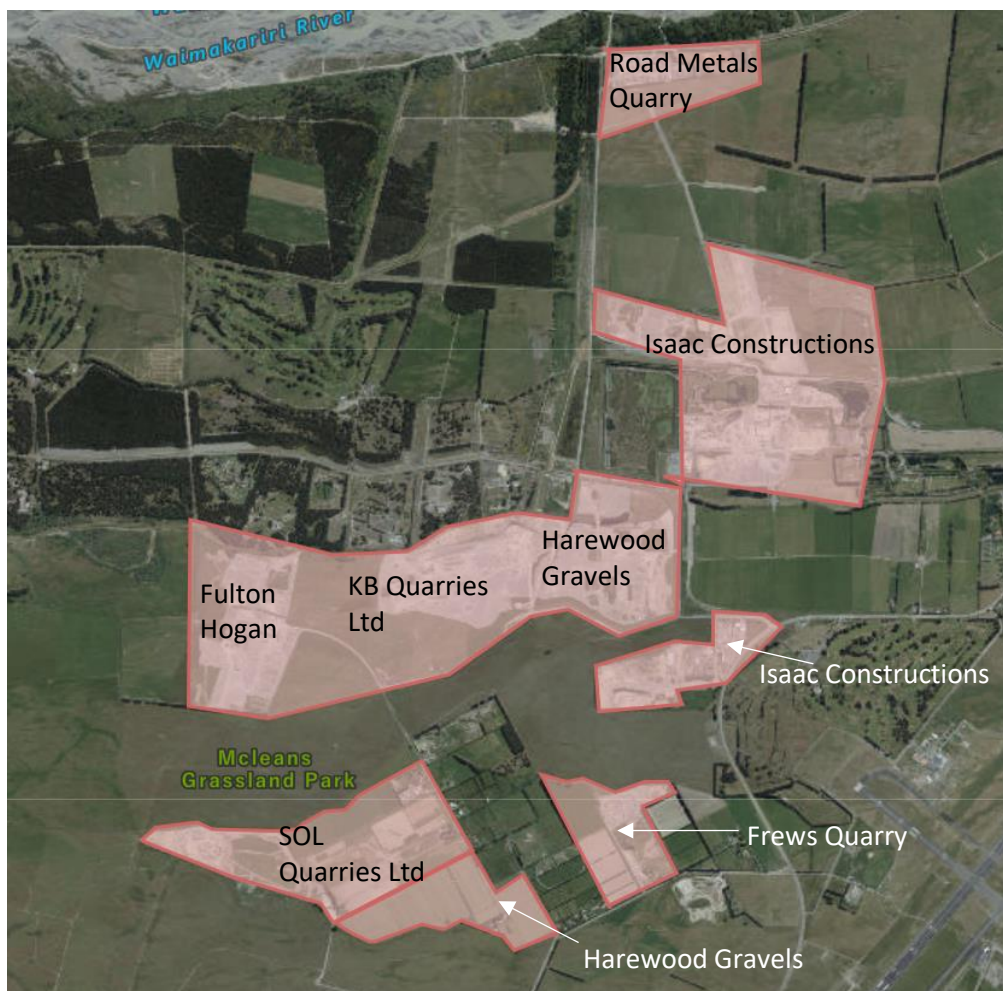 Waimakariri River
Road Metals
Quarry
Isaac Constructions
Harewood
Gravels
KB Quarries
Ltd
Fulton
Hogan
Isaac Constructions
Mcleans
Grassland Park
SOL
Quarries Ltd
Frews Quarry
Harewood Gravels